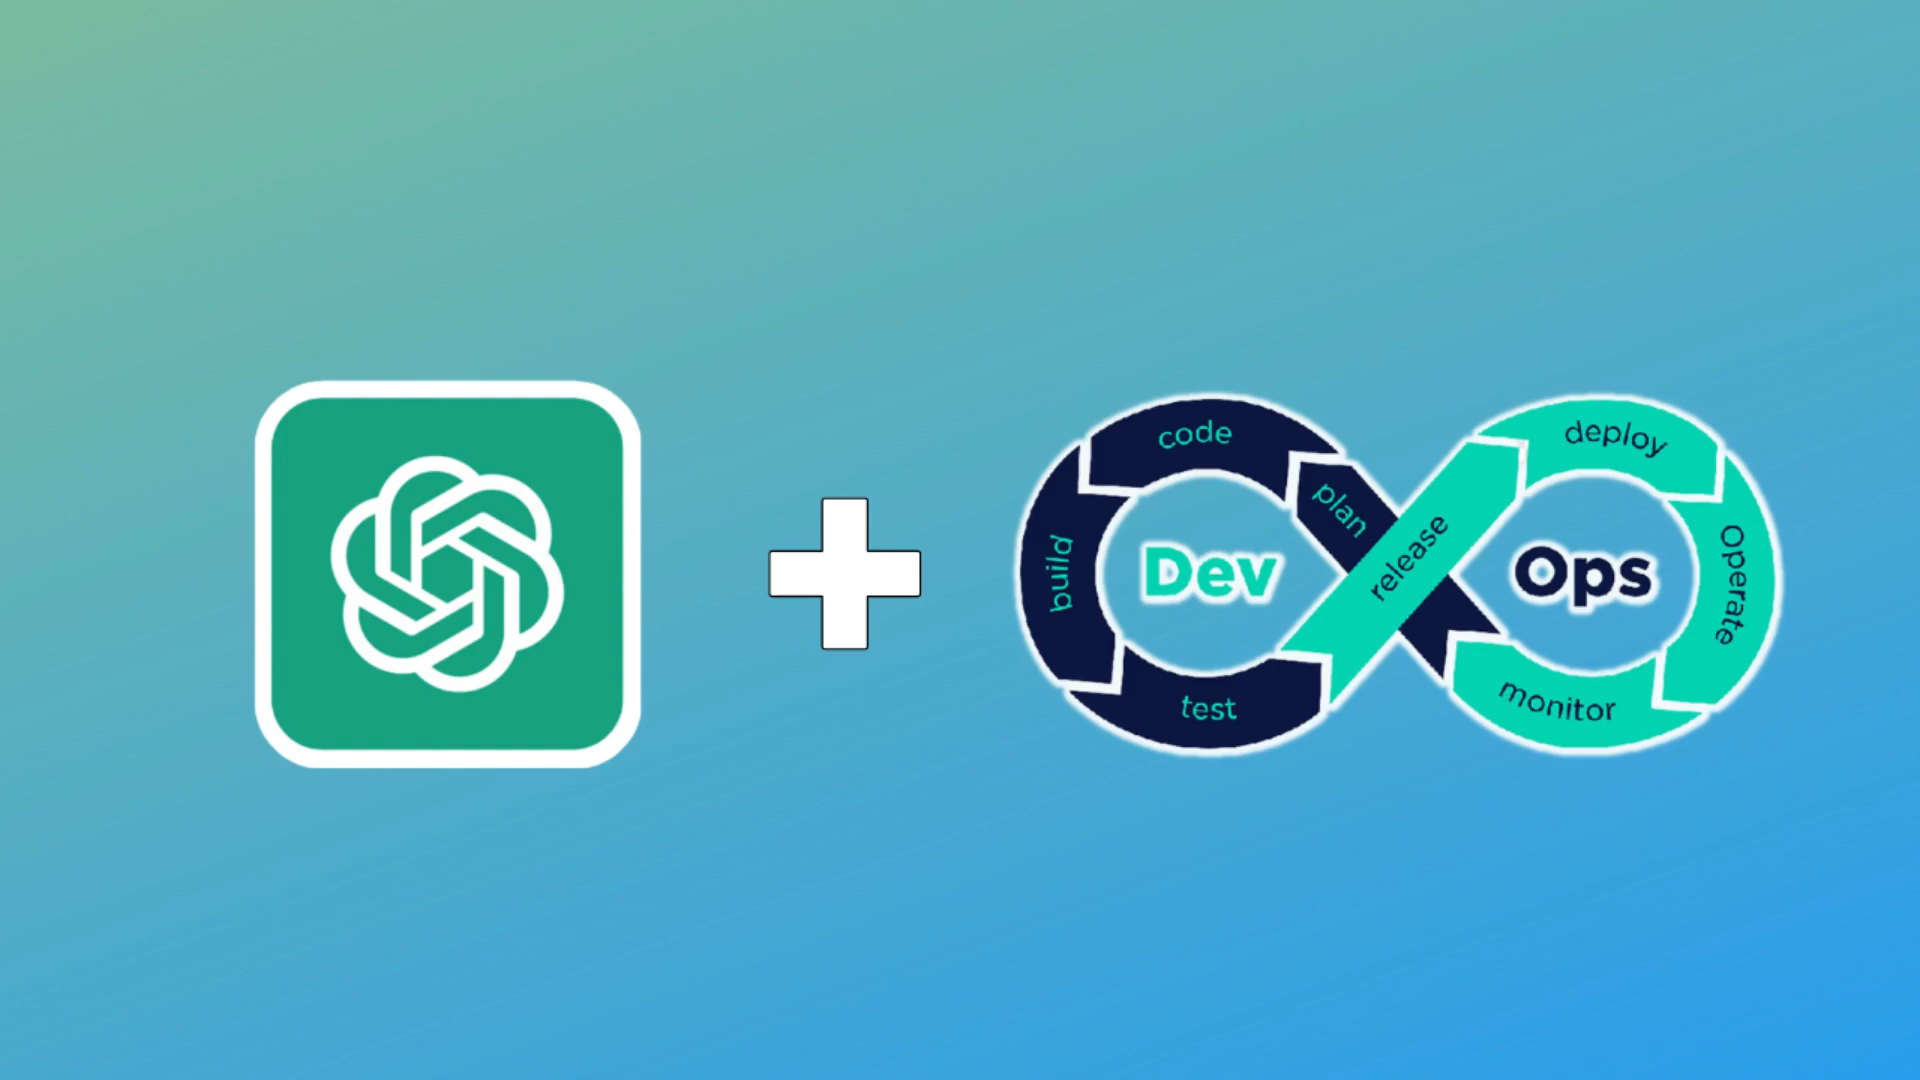 code
plan
build
Dev
test
release
deploy
Ops
Operate
monitor